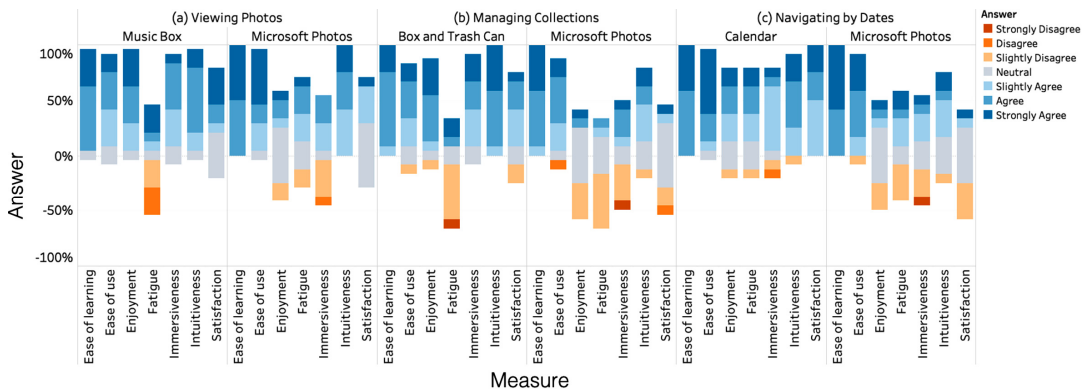 (a) Viewing Photos
(b) Managing Collections
(c) Navigating by Dates
Music Box
Microsoft Photos
Box and Trash Can
Microsoft Photos
Calendar
Microsoft Photos
Answer
Strongly Disagree
Disagree
Slightly Disagree
Neutral
Slightly Agree
Agree
Strongly Agree
100%
50%
0%
-50%
-100%
Answer
Ease of learning
Ease of use
Enjoyment
Fatigue
Immersiveness
Intuitiveness
Satisfaction
Ease of learning
Ease of use
Enjoyment
Fatigue
Immersiveness
Intuitiveness
Satisfaction
Ease of learning
Ease of use
Enjoyment
Fatigue
Immersiveness
Intuitiveness
Satisfaction
Ease of learning
Ease of use
Enjoyment
Fatigue
Immersiveness
Intuitiveness
Satisfaction
Ease of learning
Ease of use
Enjoyment
Fatigue
Immersiveness
Intuitiveness
Satisfaction
Ease of learning
Ease of use
Enjoyment
Fatigue
Immersiveness
Intuitiveness
Satisfaction
Measure